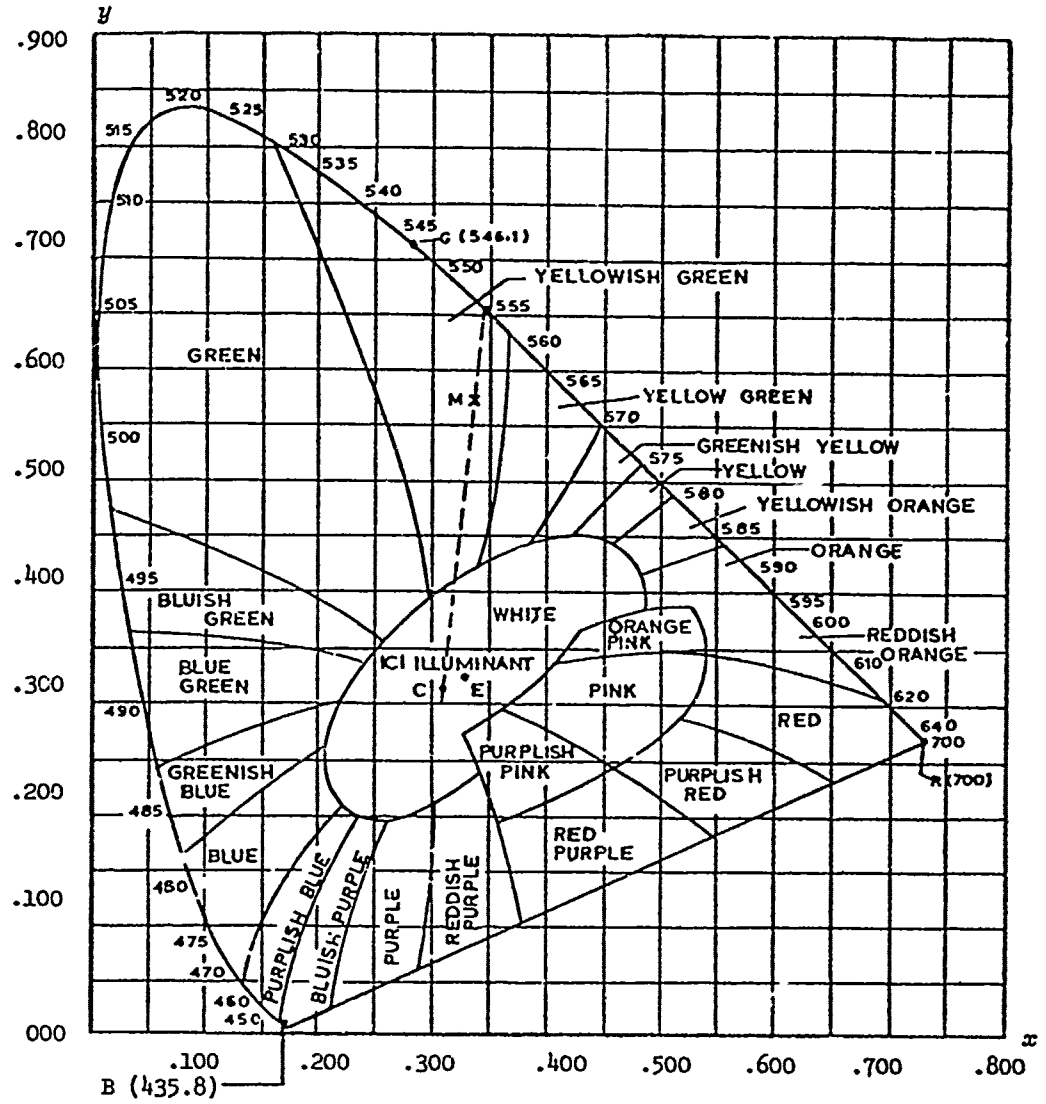 y
.900
520
525
.800
515
530
535
540
510
545
G (546.1)
.700
550
YELLOWISH GREEN
505
555
.600
GREEN
560
565
M
YELLOW GREEN
570
500
GREENISH YELLOW
575
.500
YELLOW
580
YELLOWISH ORANGE
585
ORANGE
.400
495
590
BLUISH
GREEN
WHITE
595
600
ORANGE
PINK
REDDISH
ORANGE
610
BLUE
GREEN
ICI ILLUMINANT
.300
C
E
PINK
620
490
RED
640
700
GREENISH
BLUE
PURPLISH
PINK
PURPLISH
RED
R (700)
.200
485
RED
PURPLE
BLUE
480
.100
PURPLISH BLUE
BLUISH PURPLE
PURPLE
REDDISH
PURPLE
475
470
460
450
000
x
.100
.200
.300
.400
.500
.600
.700
.800
B (435.8)